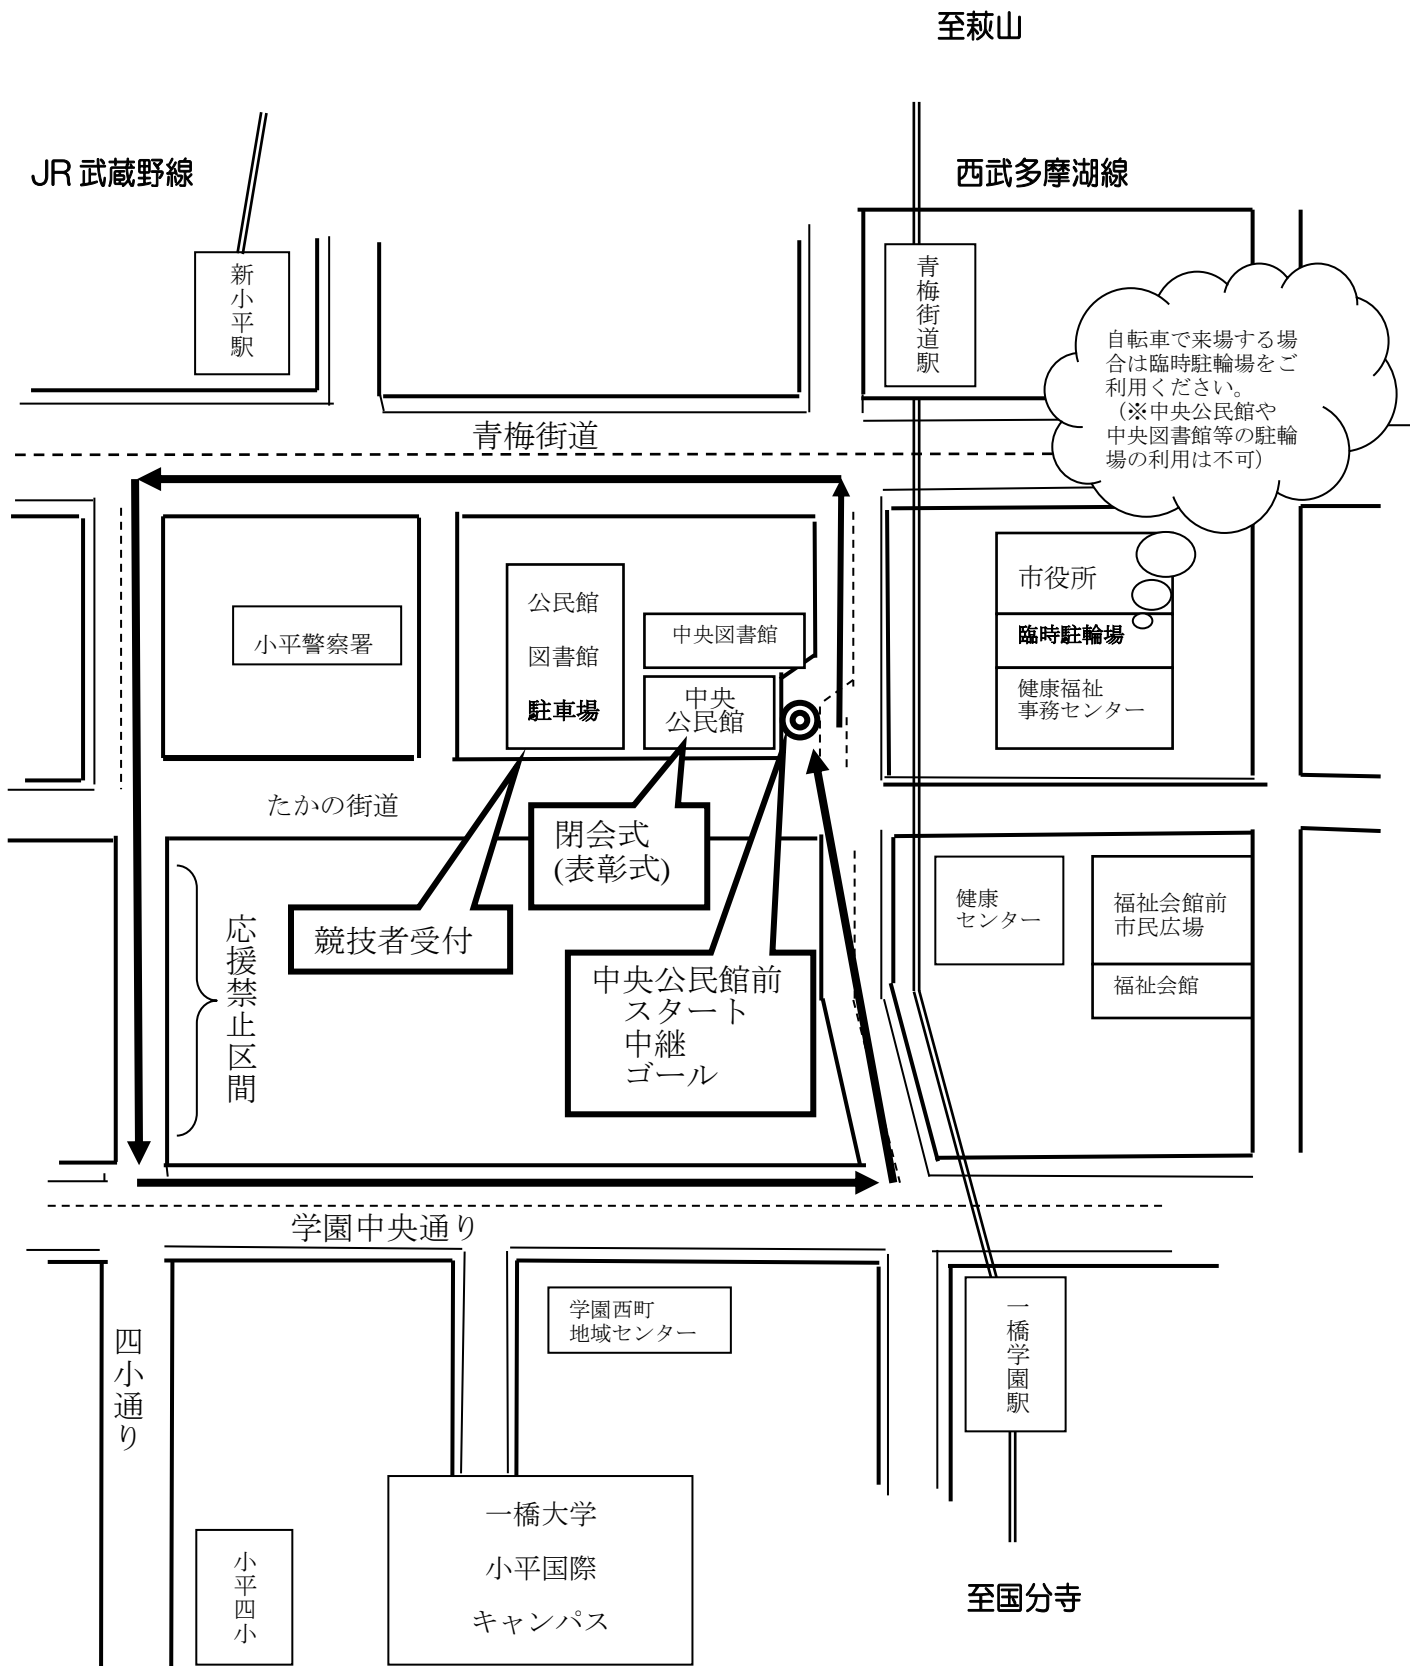 至萩山
JR 武蔵野線
西武多摩湖線
新小平駅
青梅街道駅
自転車で来場する場
合は臨時駐輪場をご
利用ください。
（※中央公民館や
中央図書館等の駐輪
場の利用は不可）
青梅街道
小平警察署
公民館
図書館
駐車場
中央図書館
中央
公民館
市役所
臨時駐輪場
健康福祉
事務センター
たかの街道
閉会式
(表彰式)
競技者受付
中央公民館前
スタート
中継
ゴール
応援禁止区間
健康
センター
福祉会館前
市民広場
福祉会館
学園中央通り
四小通り
学園西町
地域センター
一橋学園駅
一橋大学
小平国際
キャンパス
小平四小
至国分寺